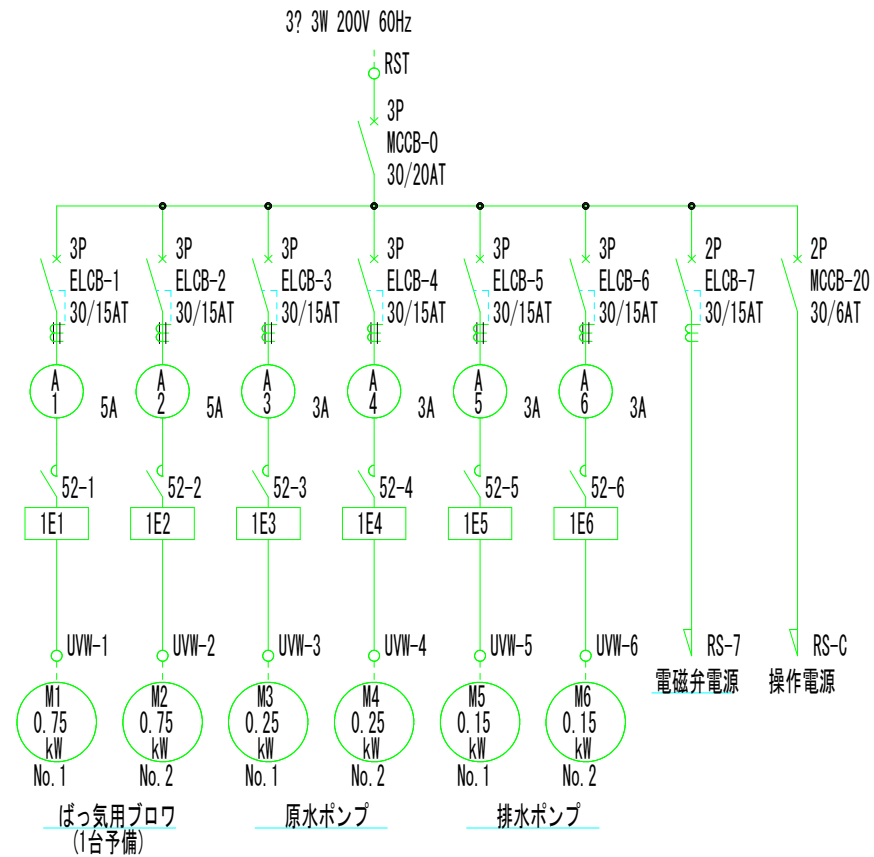 3? 3W 200V 60Hz
RST
3P
MCCB-0
30/20AT
3P
ELCB-1
30/15AT
3P
ELCB-2
30/15AT
3P
ELCB-3
30/15AT
3P
ELCB-4
30/15AT
3P
ELCB-5
30/15AT
3P
ELCB-6
30/15AT
2P
ELCB-7
30/15AT
2P
MCCB-20
30/6AT
A
1
5A
A
2
5A
A
3
3A
A
4
3A
A
5
3A
A
6
3A
52-1
52-2
52-3
52-4
52-5
52-6
1E1
1E2
1E3
1E4
1E5
1E6
UVW-1
UVW-2
UVW-3
UVW-4
UVW-5
UVW-6
RS-7
電磁弁電源
RS-C
操作電源
M1
0.75
kW
No.1
M2
0.75
kW
No.2
M3
0.25
kW
No.1
M4
0.25
kW
No.2
M5
0.15
kW
No.1
M6
0.15
kW
No.2
ばっ気用ブロワ
(1台予備)
原水ポンプ
排水ポンプ